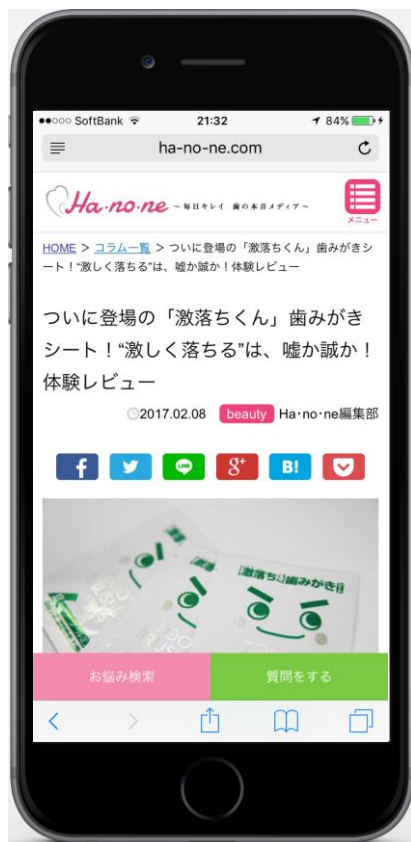 SoftBank 21:32 84%
ha-no-ne.com
Ha·no·ne ~毎日キレイ 歯の本音メディア~
メニュー
HOME > コラム一覧 > ついに登場の「激落ちくん」歯みがきシ
ート！“激しく落ちる”は、嘘か誠か！体験レビュー
ついに登場の「激落ちくん」歯みがき
シート！“激しく落ちる”は、嘘か誠か！
体験レビュー
2017.02.08 beauty Ha·no·ne編集部
f LINE g+ B!
激落ち 歯みがき
お悩み検索 質問をする